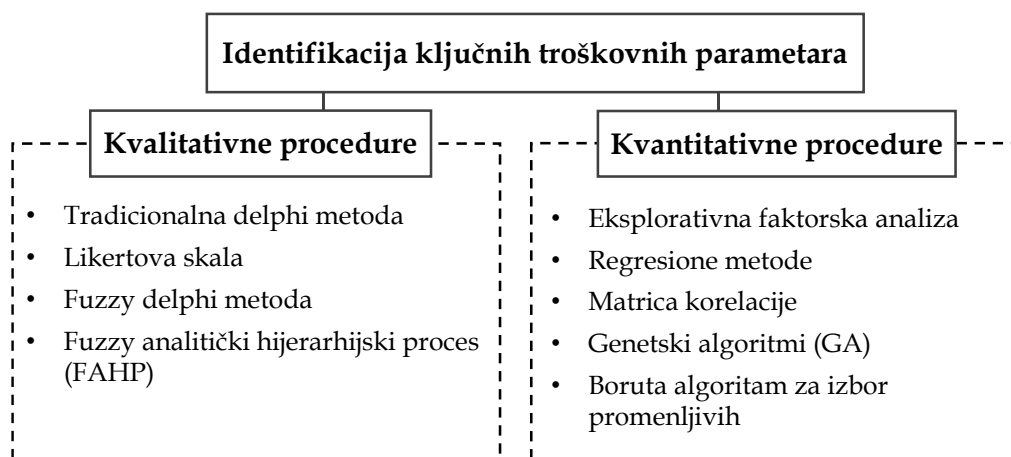 Identifikacija ključnih troškovnih parametara
Kvalitativne procedure
• Tradicionalna delphi metoda
• Likertova skala
• Fuzzy delphi metoda
• Fuzzy analitički hijerarhijski proces
(FAHP)
Kvantitativne procedure
• Eksplorativna faktorska analiza
• Regresione metode
• Matrica korelacije
• Genetski algoritmi (GA)
• Boruta algoritam za izbor
promenljivih